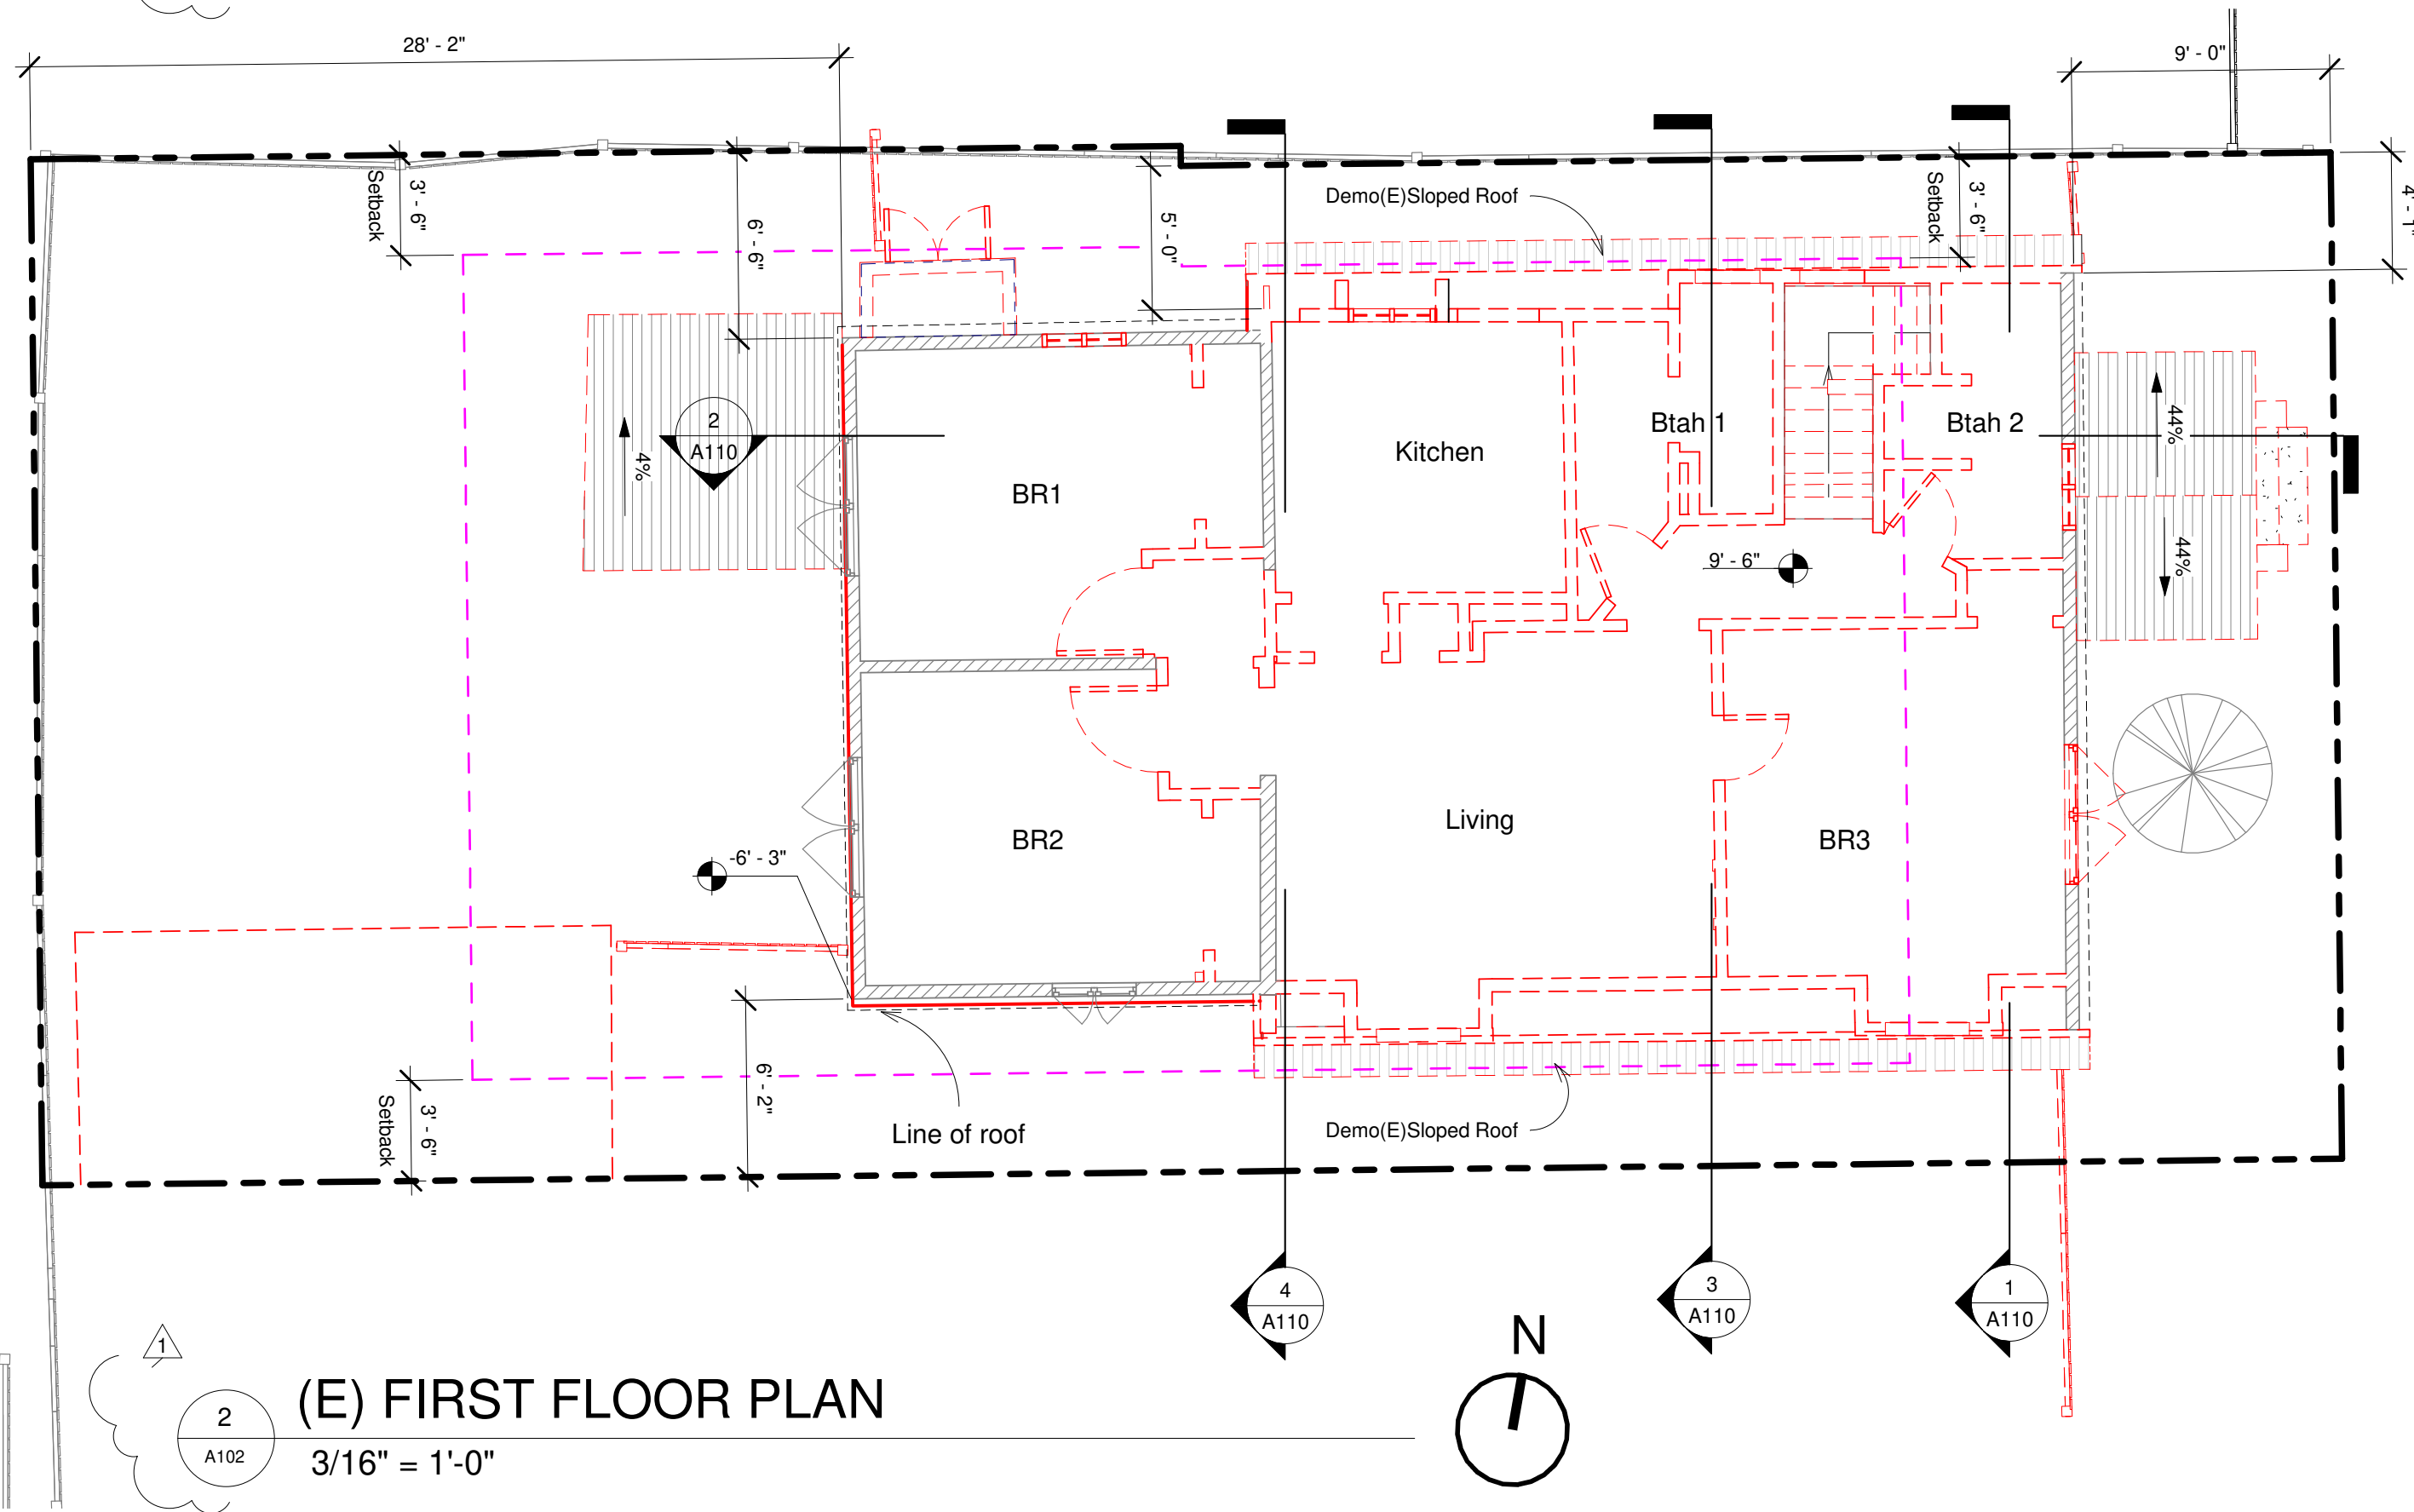 28' - 2"
9' - 0"
Setback
3' - 6"
6' - 6"
5' - 0"
Demo(E)Sloped Roof
Setback
3' - 6"
4' - 1"
2
A110
4%
BR1
Kitchen
Btah 1
Btah 2
44%
44%
9' - 6"
BR2
Living
BR3
-6' - 3"
Setback
3' - 6"
6' - 2"
Line of roof
Demo(E)Sloped Roof
4
A110
3
A110
1
A110
N
1
2
A102
(E) FIRST FLOOR PLAN
3/16" = 1'-0"